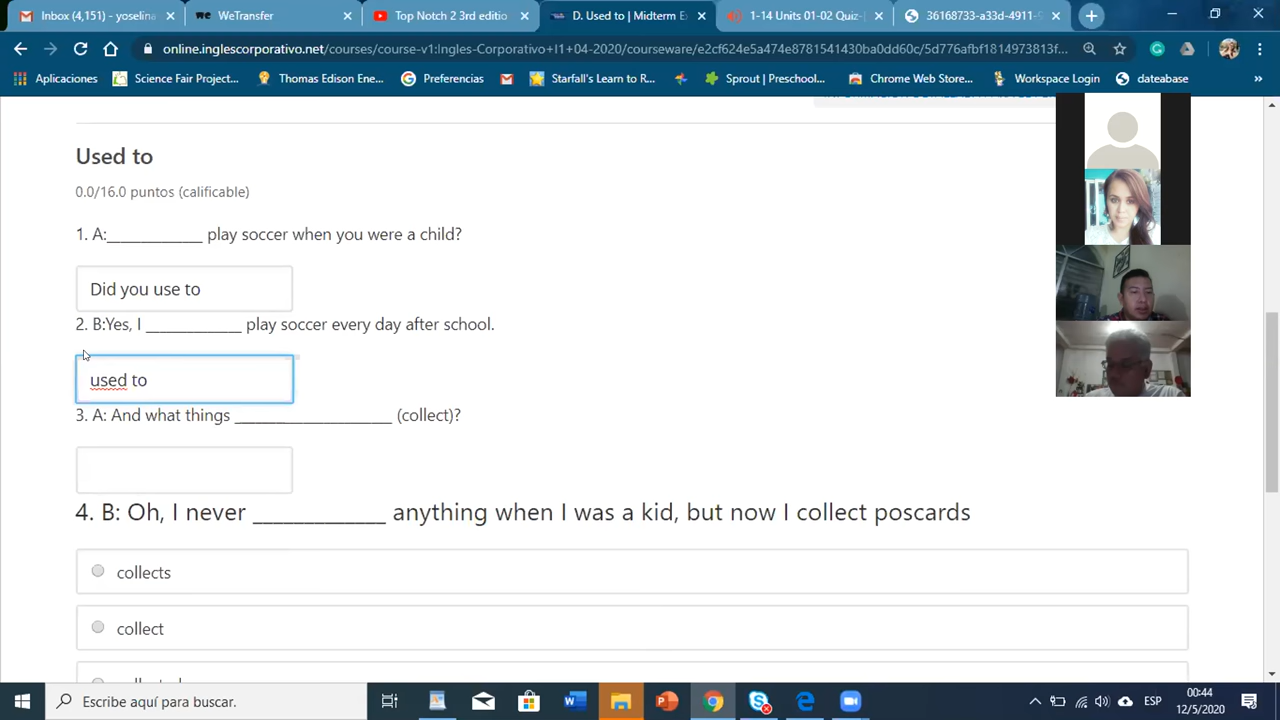 Inbox (4,151) - yoselina
WeTransfer
Top Notch 2 3rd editio
D. Used to | Midterm E
1-14 Units 01-02 Quiz-
36168733-a33d-4911-9
online.inglescorporativo.net/courses/course-v1:Ingles-Corporativo+I1+04-2020/courseware/e2cf624e5a474e8781541430ba0dd60c/5d776afbf1814973813f...
Aplicaciones
Science Fair Project...
Thomas Edison Ene...
Preferencias
Starfall's Learn to R...
Sprout | Preschool...
Chrome Web Store...
Workspace Login
dateabase
»
Used to
0.0/16.0 puntos (calificable)
1. A:_____________ play soccer when you were a child?
Did you use to
2. B:Yes, I _____________ play soccer every day after school.
used to
3. A: And what things _____________________ (collect)?
4. B: Oh, I never _____________ anything when I was a kid, but now I collect poscards
collects
collect
Escribe aquí para buscar.
ESP
00:44
12/5/2020